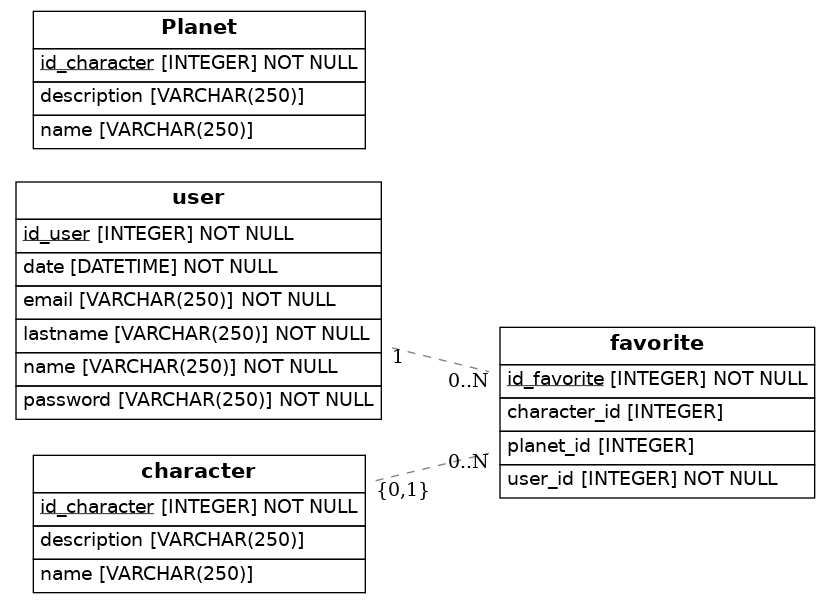 Planet
id_character [INTEGER] NOT NULL
description [VARCHAR(250)]
name [VARCHAR(250)]
user
id_user [INTEGER] NOT NULL
date [DATETIME] NOT NULL
email [VARCHAR(250)] NOT NULL
lastname [VARCHAR(250)] NOT NULL
name [VARCHAR(250)] NOT NULL
password [VARCHAR(250)] NOT NULL
1
0..N
favorite
id_favorite [INTEGER] NOT NULL
character_id [INTEGER]
planet_id [INTEGER]
user_id [INTEGER] NOT NULL
character
id_character [INTEGER] NOT NULL
description [VARCHAR(250)]
name [VARCHAR(250)]
0..N
{0,1}